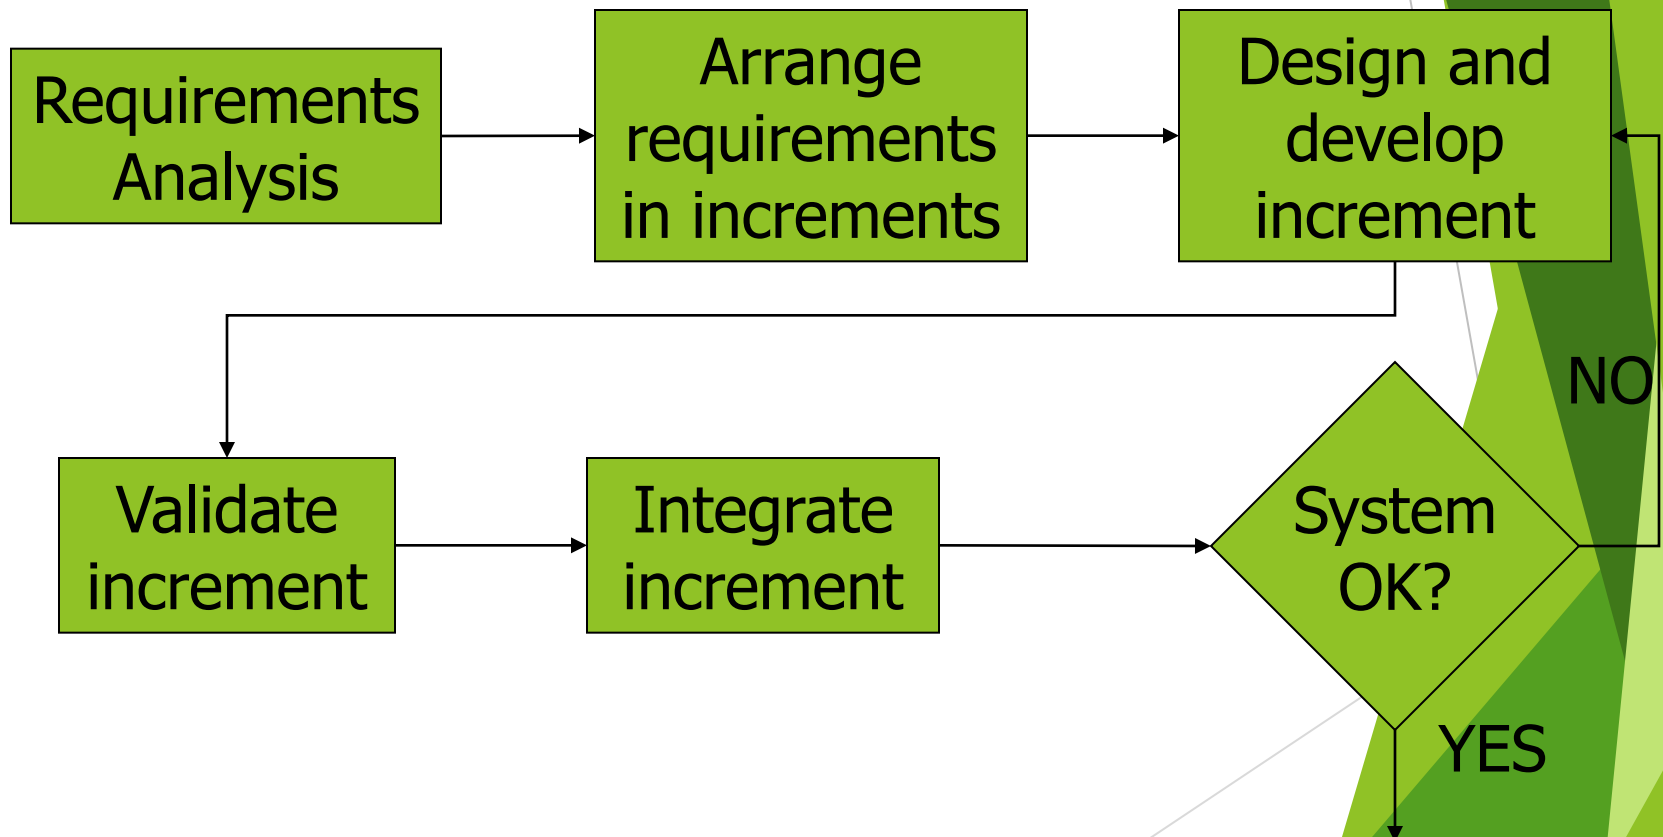 Requirements
Analysis
Arrange
requirements
in increments
Design and
develop
increment
NO
Validate
increment
Integrate
increment
System
OK?
YES